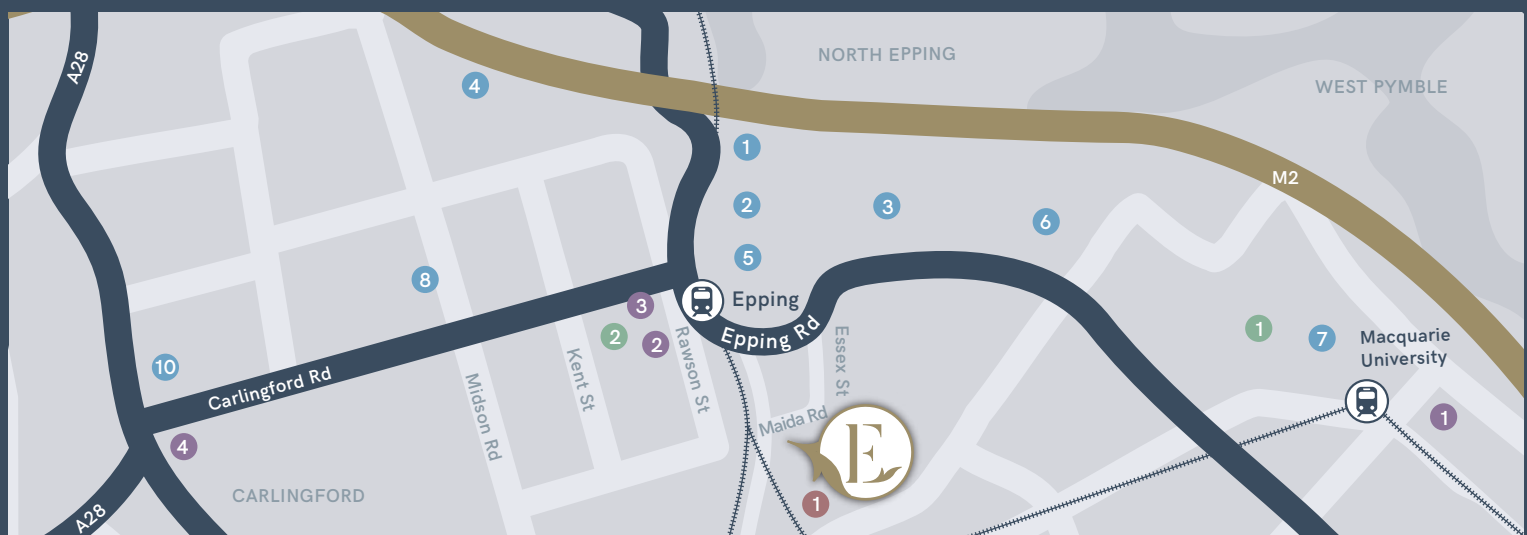 A28
NORTH EPPING
4
WEST PYMBLE
1
M2
2
3
6
5
8
Epping
3
Epping Rd
2
2
Essex St
1
7
Macquarie
University
10
Carlingford Rd
Midson Rd
Kent St
Rawson St
Maida Rd
1
4
E
CARLINGFORD
1
A28